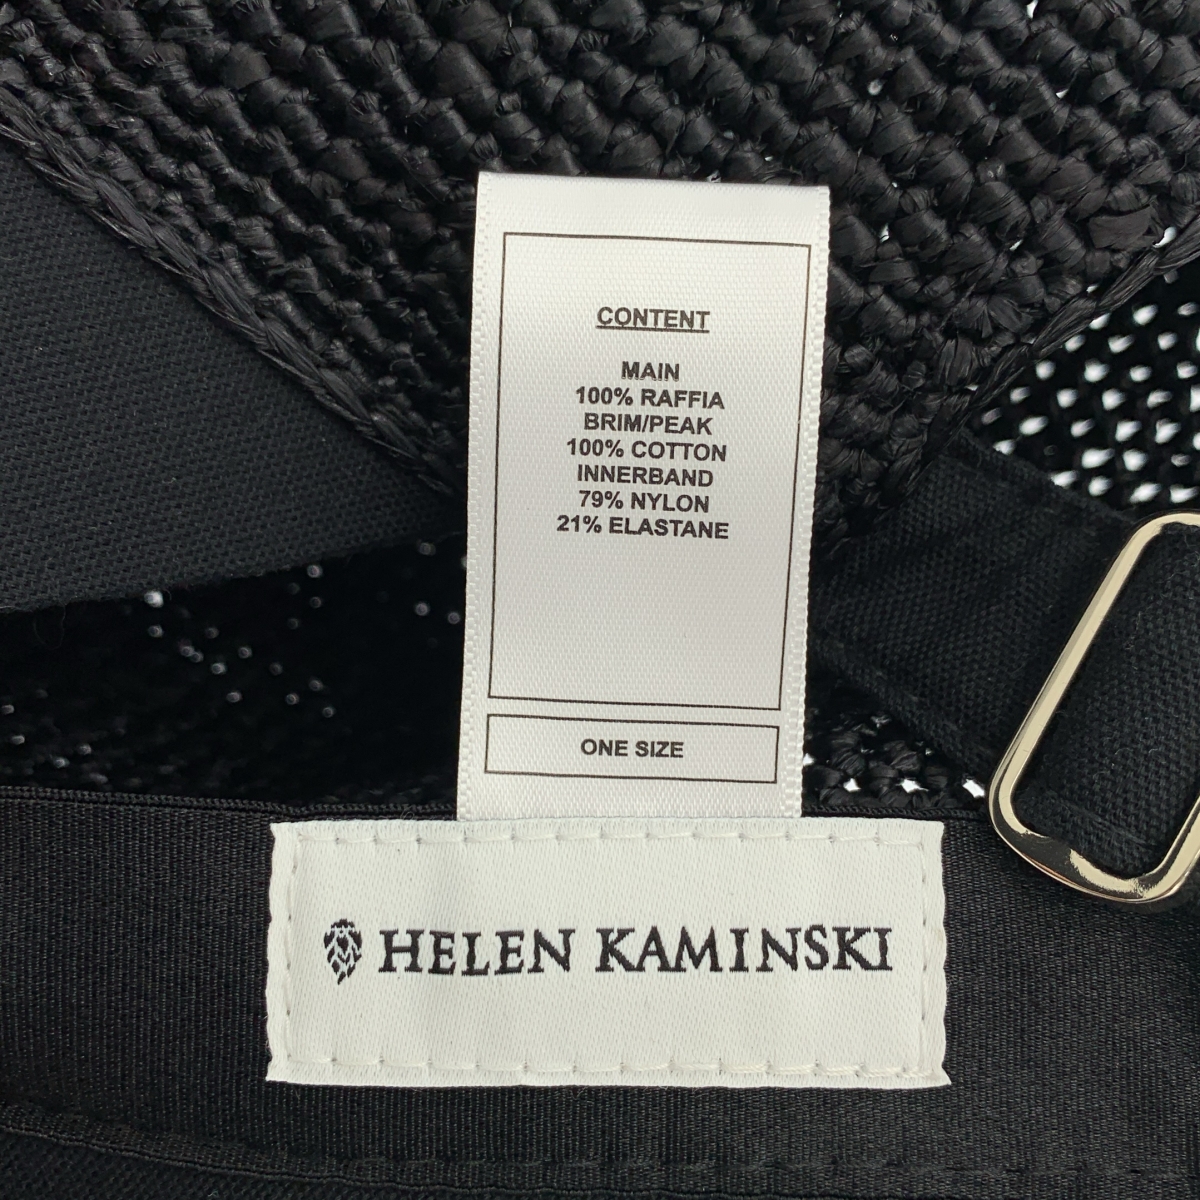 CONTENT
MAIN
100% RAFFIA
BRIM/PEAK
100% COTTON
INNERBAND
79% NYLON
21% ELASTANE
ONE SIZE
HELEN KAMINSKI